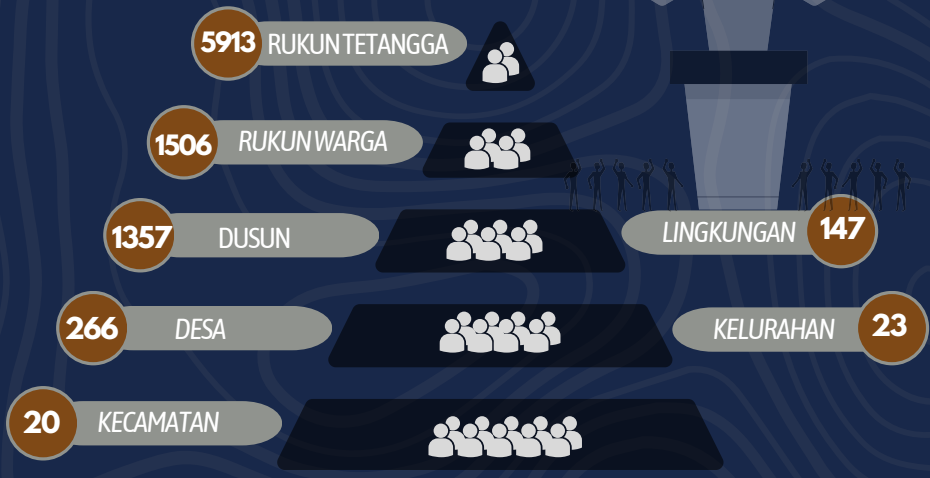 5913 RUKUN TETANGGA
1506 RUKUN WARGA
1357 DUSUN
LINGKUNGAN 147
266 DESA
KELURAHAN 23
20 KECAMATAN